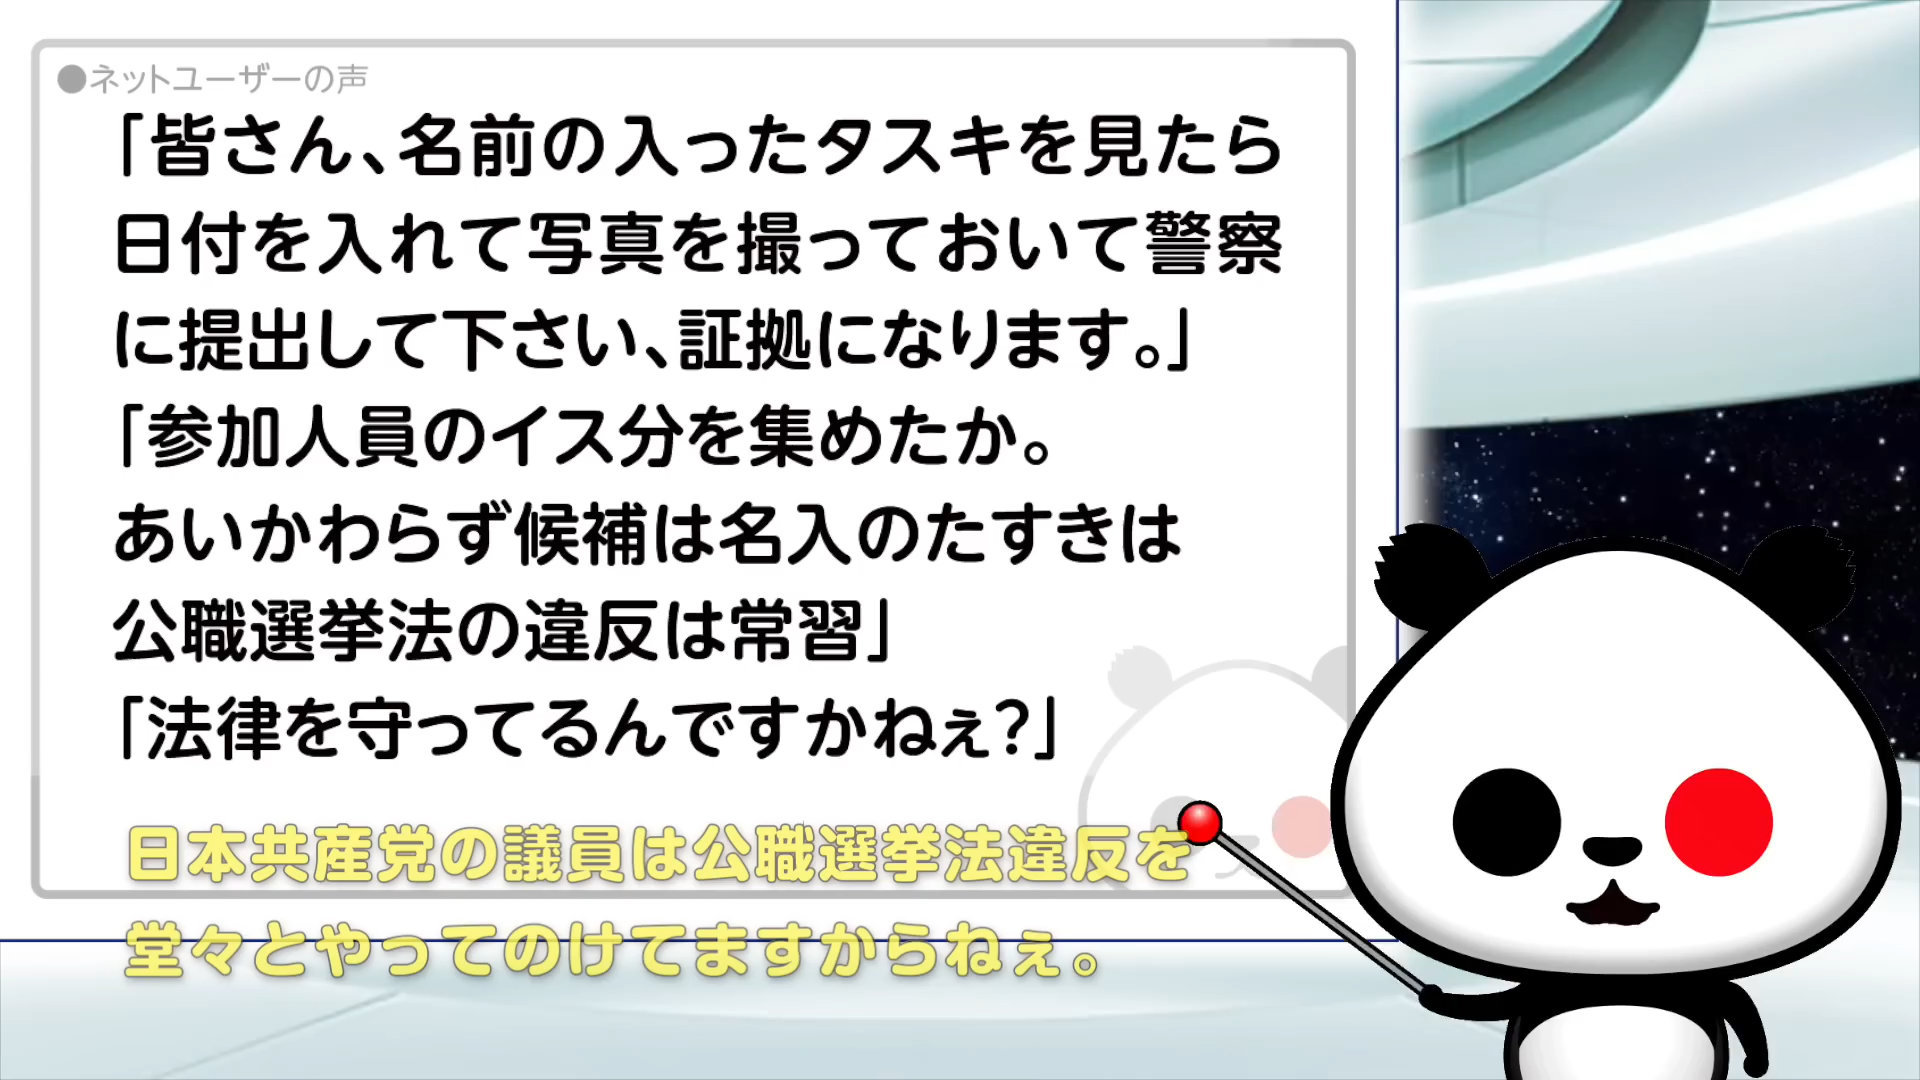 ●ネットユーザーの声
「皆さん、名前の入ったタスキを見たら
日付を入れて写真を撮っておいて警察
に提出して下さい、証拠になります。」
「参加人員のイス分を集めたか。
あいかわらず候補は名入のたすきは
公職選挙法の違反は常習」
「法律を守ってるんですかねぇ？」
日本共産党の議員は公職選挙法違反を
堂々とやってのけてますからねぇ。